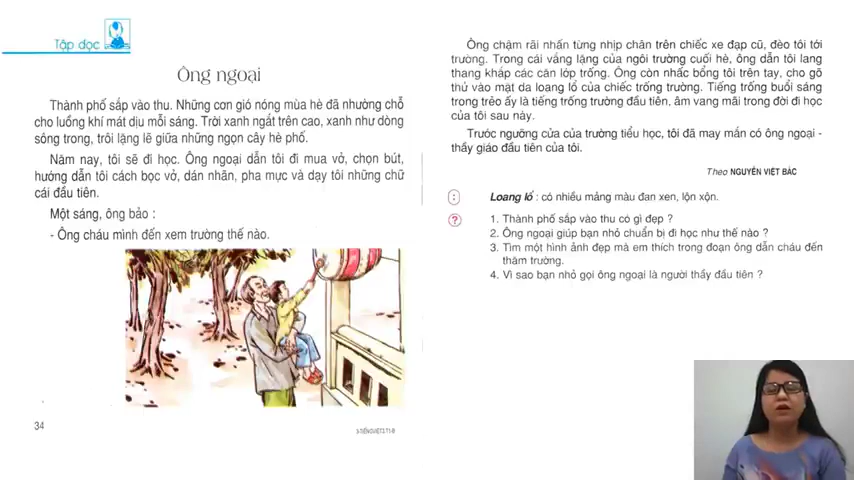 Tập đọc
Ông ngoại
Thành phố sắp vào thu. Những cơn gió nóng mùa hè đã nhường chỗ
cho luồng khí mát dịu mỗi sáng. Trời xanh ngắt trên cao, xanh như dòng
sông trong, trôi lặng lẽ giữa những ngọn cây hè phố.
Năm nay, tôi sẽ đi học. Ông ngoại dẫn tôi đi mua vở, chọn bút,
hướng dẫn tôi cách bọc vở, dán nhãn, pha mực và dạy tôi những chữ
cái đầu tiên.
Một sáng, ông bảo :
- Ông cháu mình đến xem trường thế nào.
34
Ông chậm rãi nhấn từng nhịp chân trên chiếc xe đạp cũ, đèo tôi tới
trường. Trong cái vắng lặng của ngôi trường cuối hè, ông dẫn tôi lang
thang khắp các căn lớp trống. Ông còn nhấc bổng tôi trên tay, cho gõ
thử vào mặt da loang lổ của chiếc trống trường. Tiếng trống buổi sáng
trong trẻo ấy là tiếng trống trường đầu tiên, âm vang mãi trong đời đi học
của tôi sau này.
Trước ngưỡng cửa của trường tiểu học, tôi đã may mắn có ông ngoại -
thầy giáo đầu tiên của tôi.
Theo NGUYỄN VIỆT BẮC
Loang lổ : có nhiều mảng màu đan xen, lộn xộn.
1. Thành phố sắp vào thu có gì đẹp ?
2. Ông ngoại giúp bạn nhỏ chuẩn bị đi học như thế nào ?
3. Tìm một hình ảnh đẹp mà em thích trong đoạn ông dẫn cháu đến
thăm trường.
4. Vì sao bạn nhỏ gọi ông ngoại là người thầy đầu tiên ?